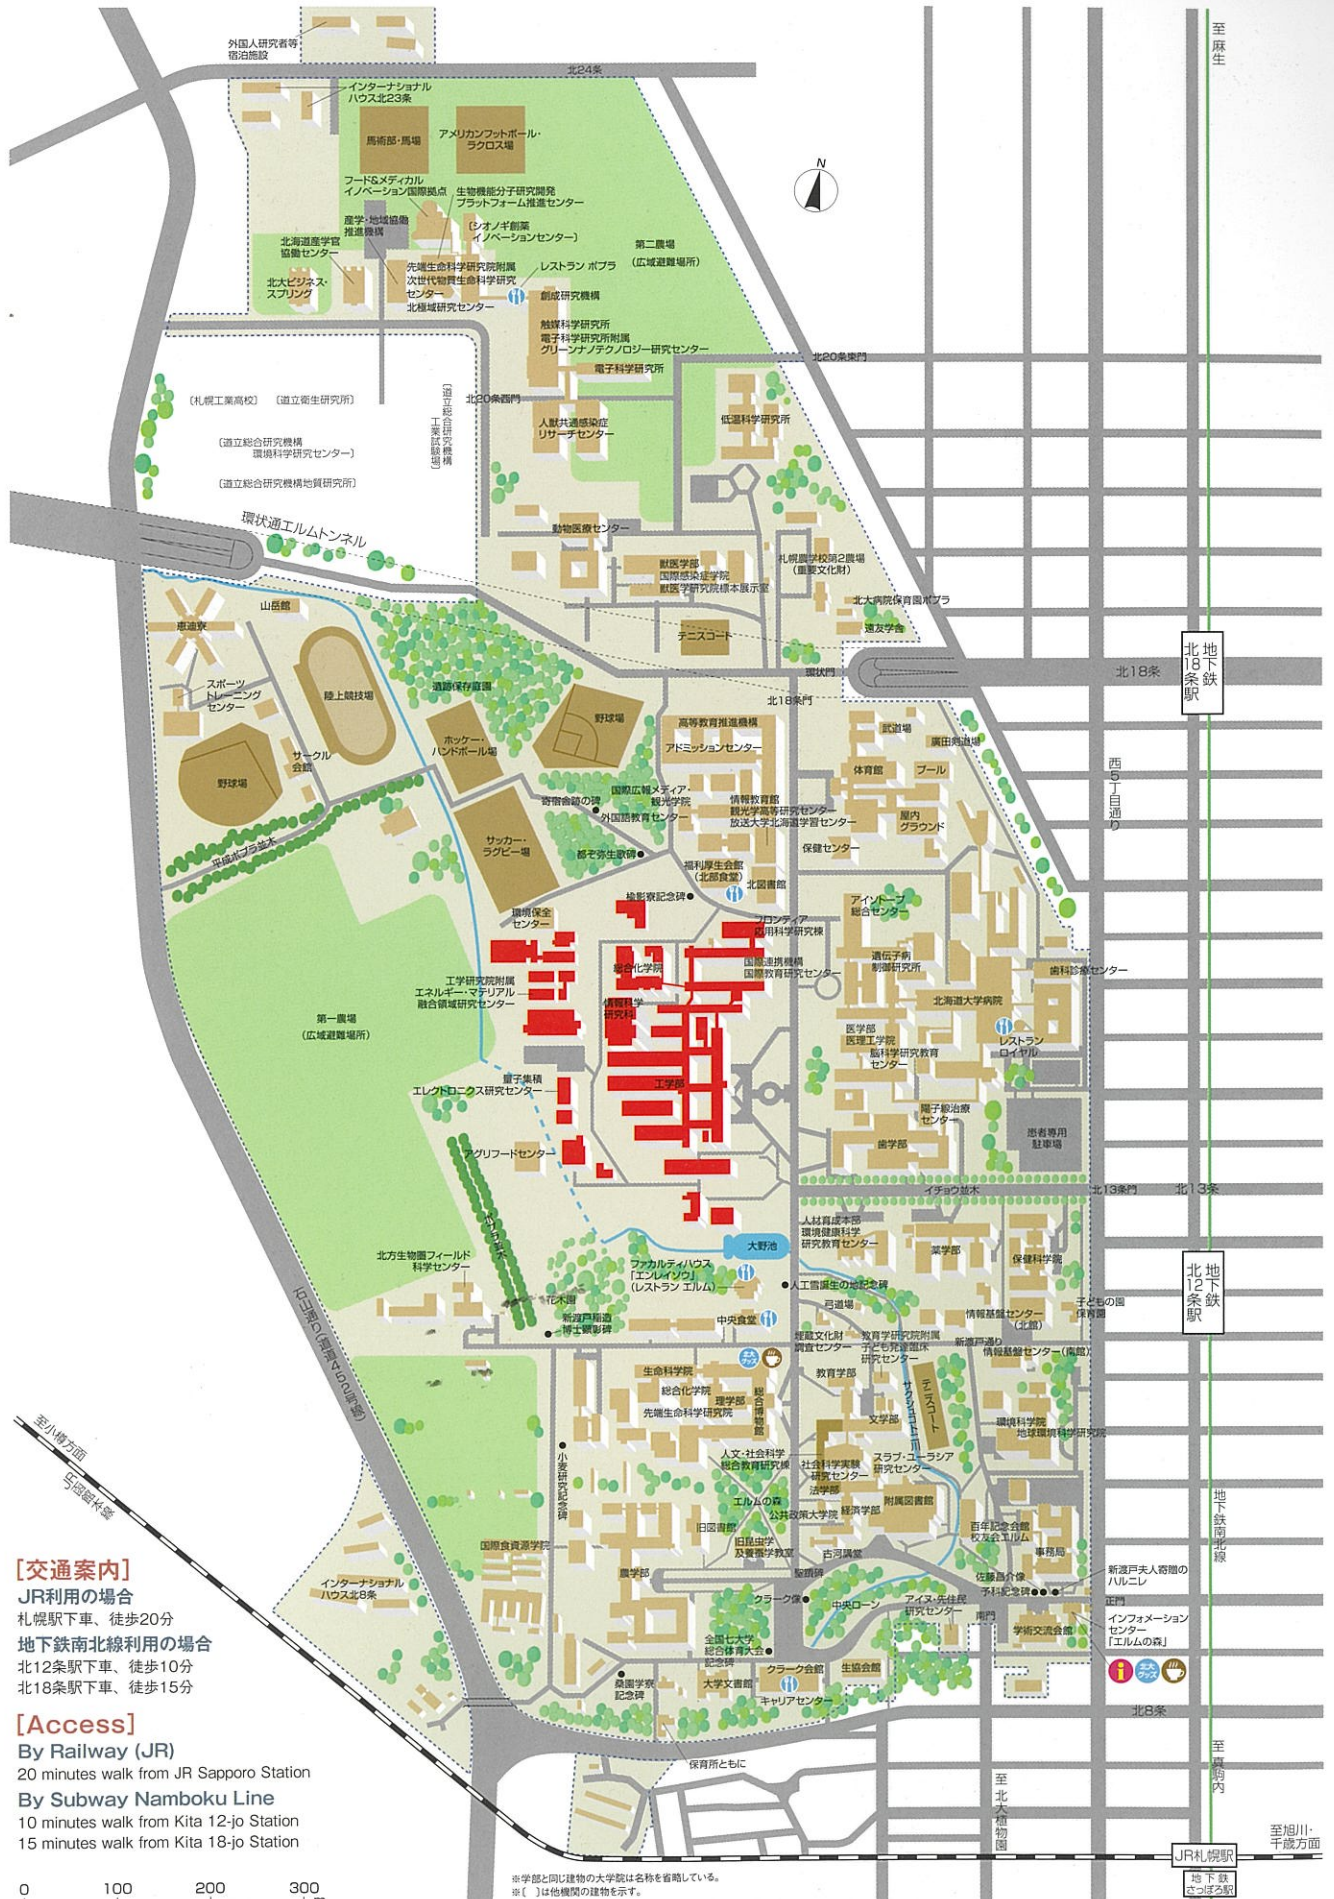 外国人研究者等
宿泊施設
北24条
至 麻生
インターナショナル
ハウス北23条
馬術部・馬場
アメリカンフットボール・
ラクロス場
N
フード&メディカル
イノベーション国際拠点
生物機能分子研究開発
プラットフォーム推進センター
産学・地域協働
推進機構
〔シオノギ創薬
イノベーションセンター〕
北海道産学官
協働センター
第二農場
（広域避難場所）
先端生命科学研究院附属
次世代物質生命科学研究
センター
レストラン ポプラ
北大ビジネス・
スプリング
北極域研究センター
創成研究機構
触媒科学研究所
電子科学研究所附属
グリーンナノテクノロジー研究センター
電子科学研究所
北20条東門
〔札幌工業高校〕
〔道立衛生研究所〕
〔道立総合研究機構
工業試験場〕
北20条西門
人獣共通感染症
リサーチセンター
低温科学研究所
〔道立総合研究機構
環境科学研究センター〕
〔道立総合研究機構地質研究所〕
環状通エルムトンネル
動物医療センター
獣医学部
国際感染症学院
獣医学研究院標本展示室
札幌農学校第2農場
（重要文化財）
北大病院保育園ポプラ
遠友学舎
山岳館
恵迪寮
テニスコート
環状門
北18条
地下鉄
北18条駅
スポーツ
トレーニング
センター
陸上競技場
遺跡保存庭園
北18条門
野球場
ホッケー・
ハンドボール場
高等教育推進機構
アドミッションセンター
武道場
廣田剣道場
体育館
プール
サークル
会館
野球場
西5丁目通り
国際広報メディア・
観光学院
寄宿舎跡の碑
外国語教育センター
情報教育館
観光学高等研究センター
放送大学北海道学習センター
屋内
グラウンド
平成ポプラ並木
サッカー・
ラグビー場
都ぞ弥生歌碑
保健センター
福利厚生会館
（北部食堂）
北図書館
楡影寮記念碑
アイソトープ
総合センター
環境保全
センター
フロンティア
応用科学研究棟
総合化学院
国際連携機構
国際教育研究センター
遺伝子病
制御研究所
歯科診療センター
工学研究院附属
エネルギー・マテリアル
融合領域研究センター
情報科学
研究科
北海道大学病院
第一農場
（広域避難場所）
医学部
医理工学院
脳科学研究教育
センター
レストラン
ロイヤル
量子集積
エレクトロニクス研究センター
工学部
陽子線治療
センター
患者専用
駐車場
歯学部
アグリフードセンター
イチョウ並木
北13条門
北13条
ポプラ並木
人材育成本部
環境健康科学
研究教育センター
大野池
薬学部
保健科学院
北方生物圏フィールド
科学センター
ファカルティハウス
「エンレイソウ」
（レストラン エルム）
人工雪誕生の地記念碑
地下鉄
北12条駅
花木園
弓道場
情報基盤センター
（北館）
子どもの園
保育園
石山通り（道道452号線）
新渡戸稲造
博士顕彰碑
中央食堂
埋蔵文化財
調査センター
教育学研究院附属
子ども発達臨床
研究センター
新渡戸通り
情報基盤センター（南館）
北大
グッズ
生命科学院
総合化学院
理学部
先端生命科学研究院
総合博物館
教育学部
テニスコート
サクシュコトニ川
文学部
環境科学院
地球環境科学研究院
至小樽方面
JR函館本線
小麦研究記念碑
人文・社会科学
総合教育研究棟
社会科学実験
研究センター
スラブ・ユーラシア
研究センター
法学部
エルムの森
公共政策大学院
経済学部
附属図書館
地下鉄南北線
旧図書館
旧昆虫学
及養蚕学教室
古河講堂
百年記念会館
校友会エルム
事務局
国際食資源学院
農学部
聖蹟碑
佐藤昌介像
予科記念碑
新渡戸夫人寄贈の
ハルニレ
インターナショナル
ハウス北8条
クラーク像
中央ローン
アイヌ・先住民
研究センター
南門
正門
学術交流会館
インフォメーション
センター
「エルムの森」
全国七大学
総合体育大会
記念碑
クラーク会館
生協会館
桑園学寮
記念碑
大学文書館
キャリアセンター
i
北大
グッズ
北8条
保育所ともに
至 北大植物園
至 真駒内
至旭川・
千歳方面
JR札幌駅
地下鉄
さっぽろ駅
[交通案内]
JR利用の場合
札幌駅下車、徒歩20分
地下鉄南北線利用の場合
北12条駅下車、徒歩10分
北18条駅下車、徒歩15分
[Access]
By Railway (JR)
20 minutes walk from JR Sapporo Station
By Subway Namboku Line
10 minutes walk from Kita 12-jo Station
15 minutes walk from Kita 18-jo Station
0 100 200 300
※学部と同じ建物の大学院は名称を省略している。
※〔 〕は他機関の建物を示す。